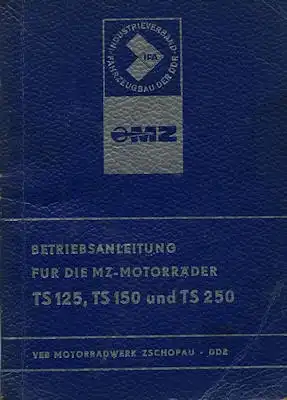 INDUSTRIEVERBAND
FAHRZEUGBAU DER DDR
IFA
MZ
BETRIEBSANLEITUNG
FÜR DIE MZ-MOTORRÄDER
TS 125, TS 150 und TS 250
VEB MOTORRADWERK ZSCHOPAU - DDR